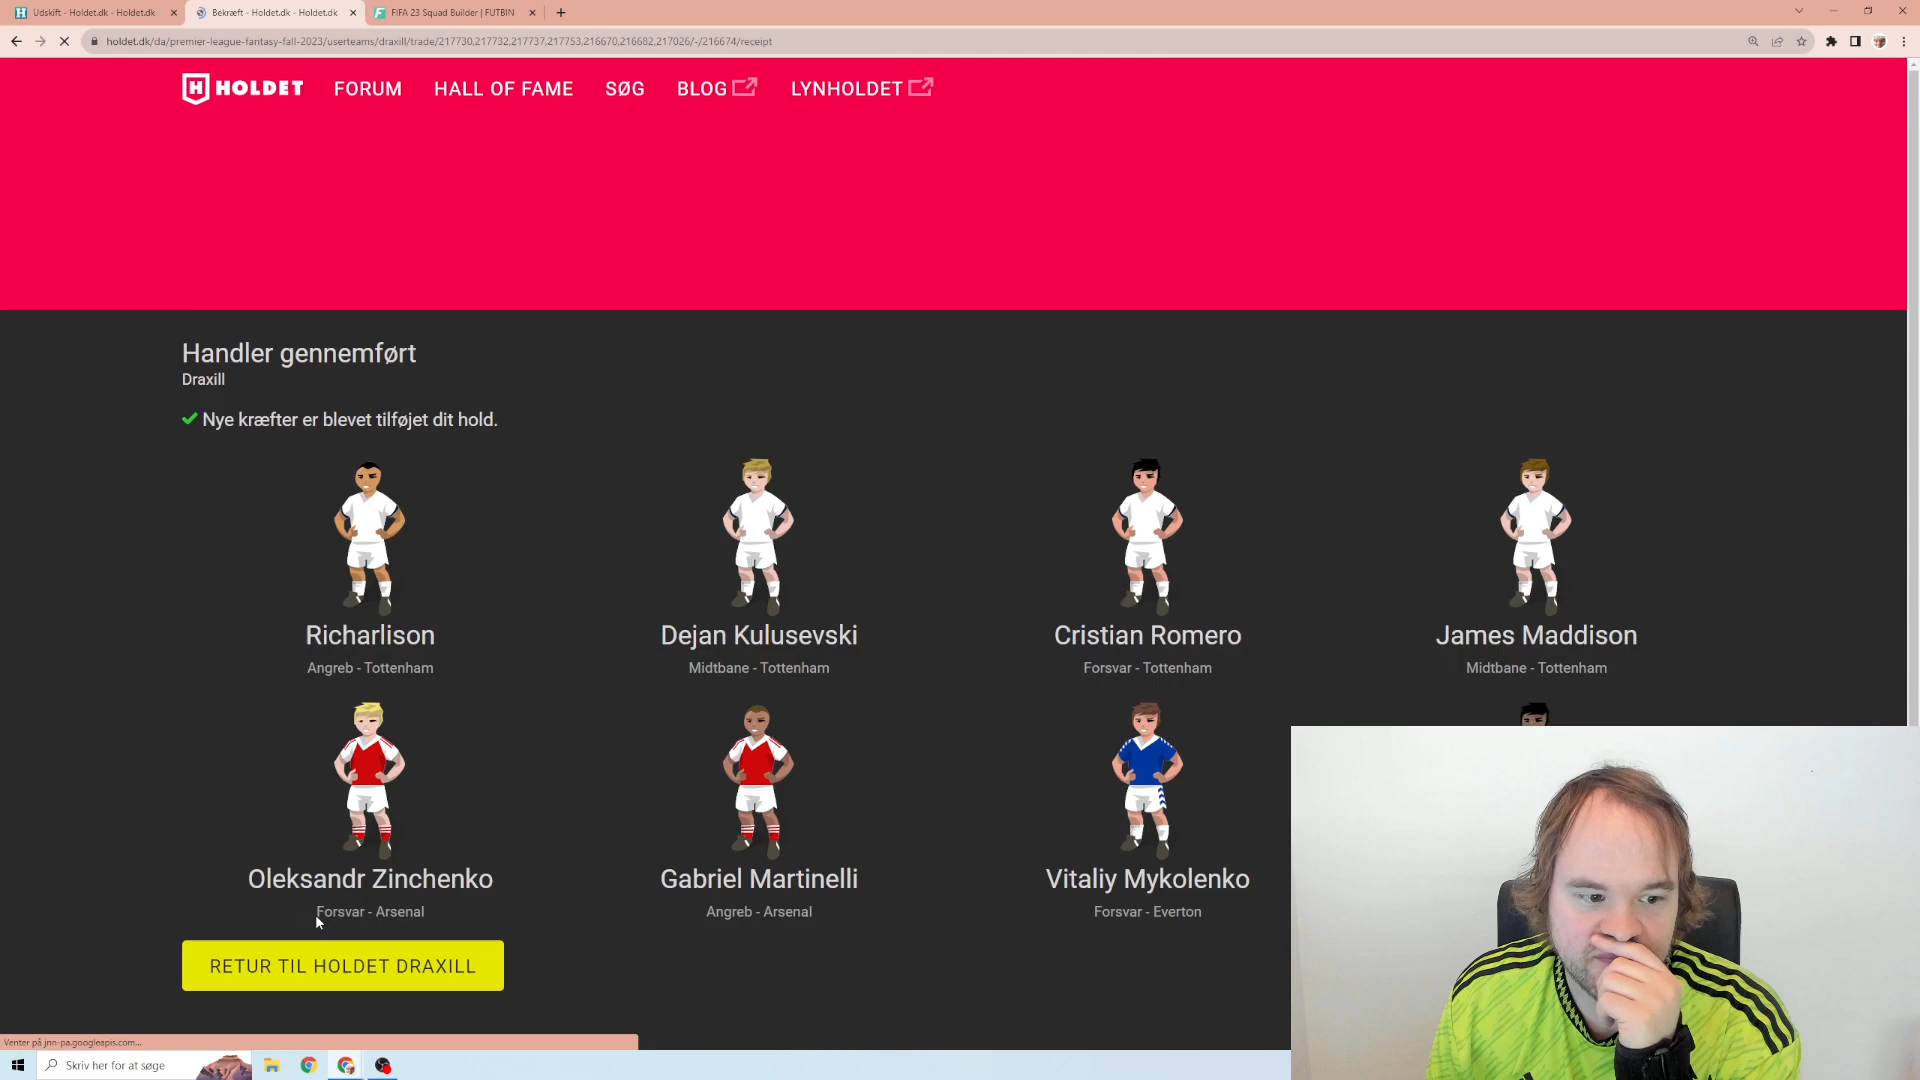 Udskift - Holdet.dk - Holdet.dk
Bekræft - Holdet.dk - Holdet.dk
FIFA 23 Squad Builder | FUTBIN
holdet.dk/da/premier-league-fantasy-fall-2023/userteams/draxill/trade/217730,217732,217737,217753,216670,216682,217026/-/216674/receipt
HOLDET
FORUM
HALL OF FAME
SØG
BLOG
LYNHOLDET
Handler gennemført
Draxill
Nye kræfter er blevet tilføjet dit hold.
Richarlison
Dejan Kulusevski
Cristian Romero
James Maddison
Angreb - Tottenham
Midtbane - Tottenham
Forsvar - Tottenham
Midtbane - Tottenham
Oleksandr Zinchenko
Gabriel Martinelli
Vitaliy Mykolenko
Forsvar - Arsenal
Angreb - Arsenal
Forsvar - Everton
RETUR TIL HOLDET DRAXILL
Venter på jnn-pa.googleapis.com...
Skriv her for at søge